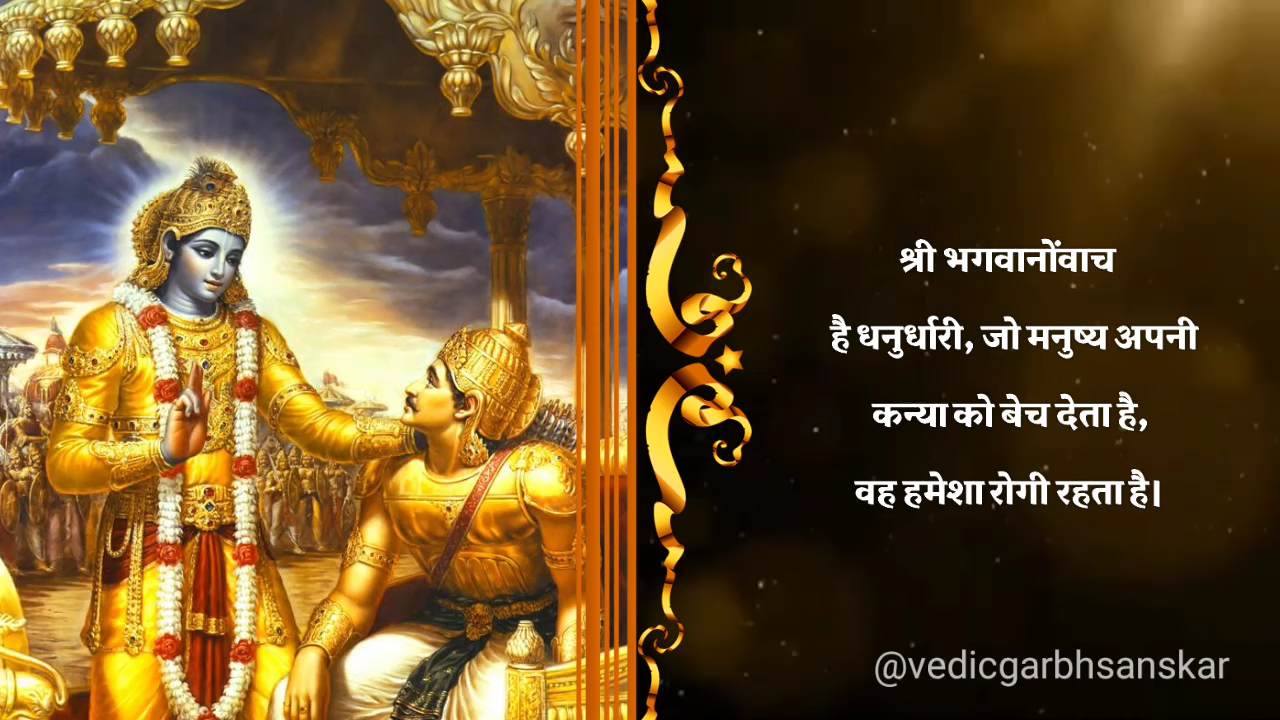 श्री भगवानोंवाच
है धनुर्धारी, जो मनुष्य अपनी
कन्या को बेच देता है,
वह हमेशा रोगी रहता है।
@vedicgarbhsanskar